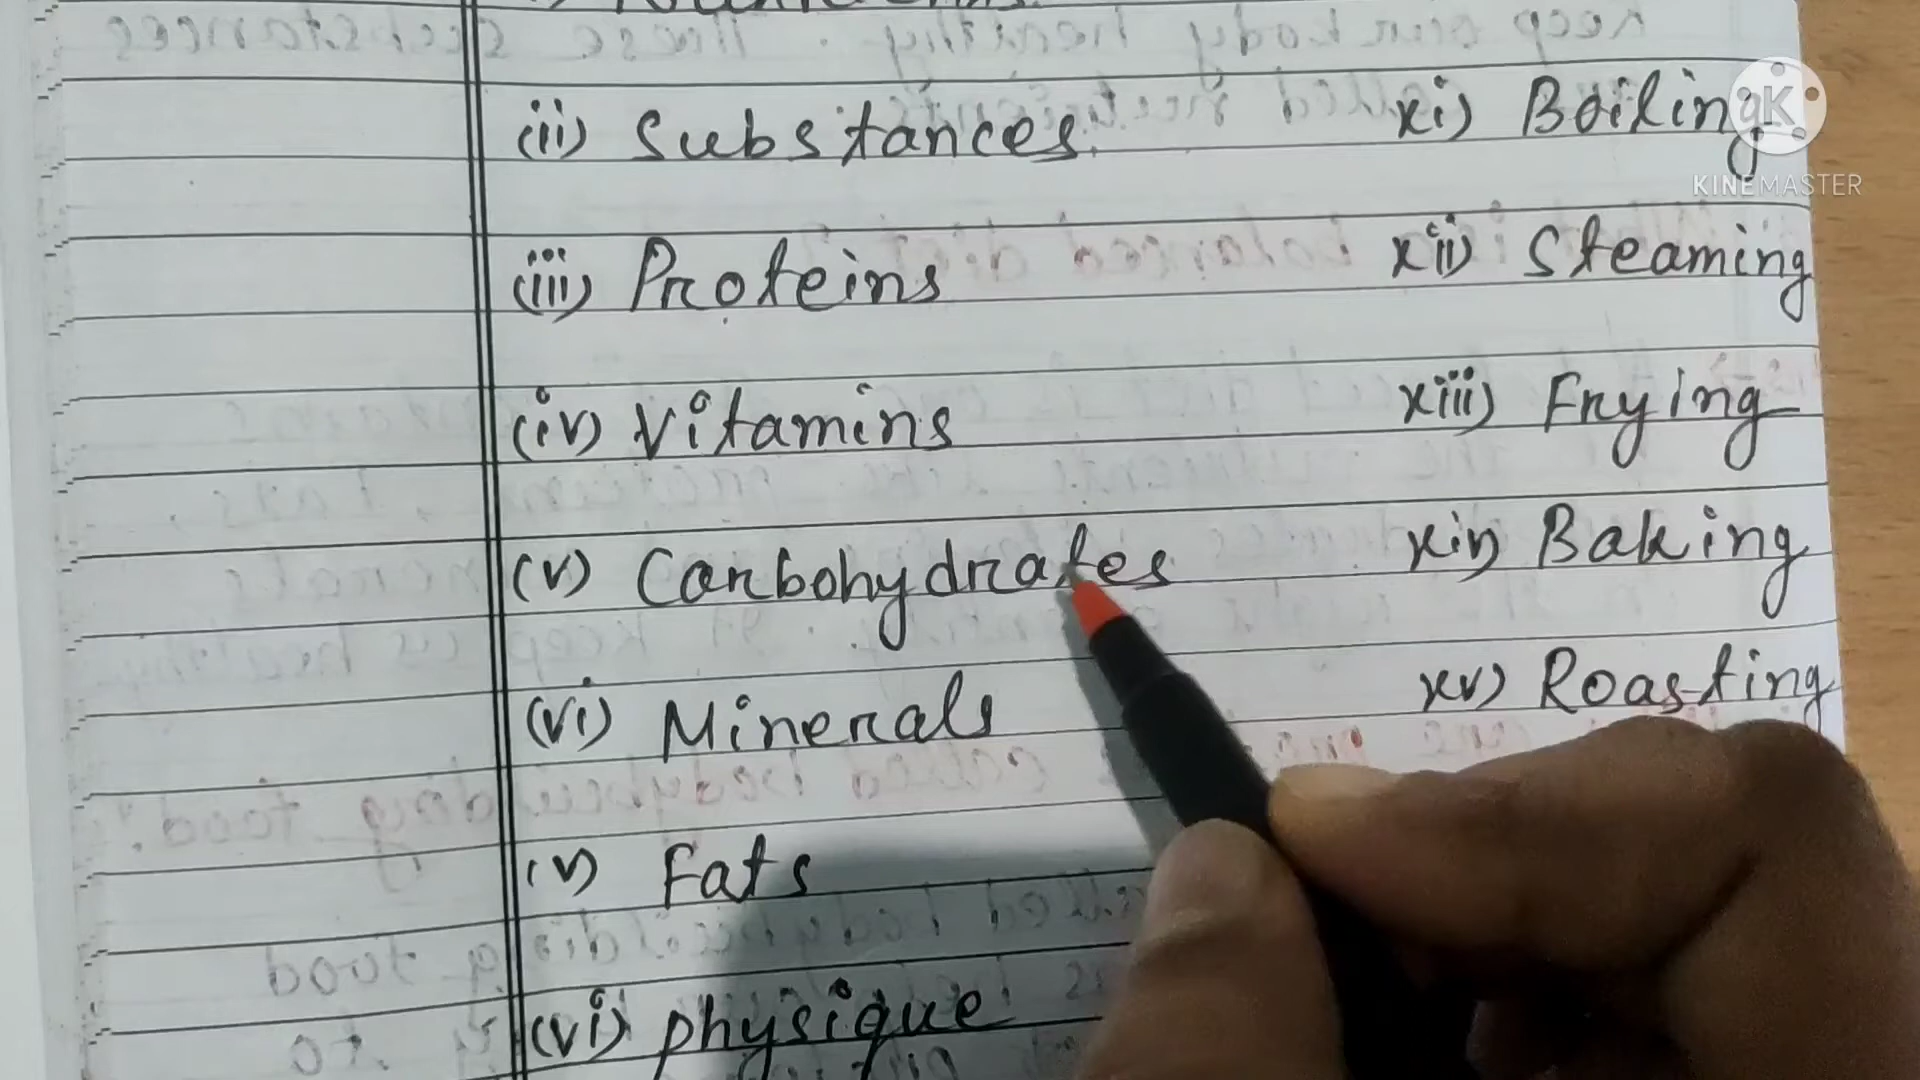 (ii) Substances.
(iii) Proteins
(iv) Vitamins
(v) Carbohydrates
(vi) Minerals
(v) Fats
(vi) physique
xi) Boiling
xii) Steaming
xiii) Frying
xiv) Baking
xv) Roasting
KINEMASTER